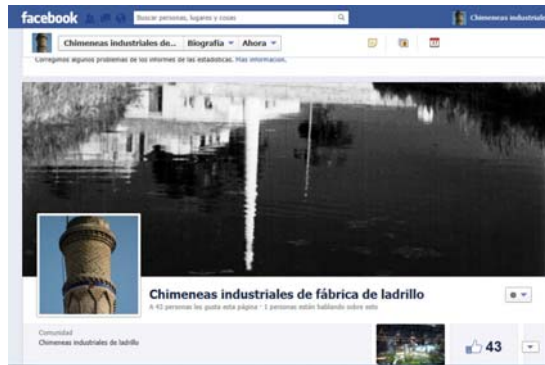 facebook
Buscar personas, lugares y cosas
Chimeneas industriale
Chimeneas industriales de...
Biografía
Ahora
Corregimos algunos problemas de los informes de las estadísticas. Más información.
Chimeneas industriales de fábrica de ladrillo
A 43 personas les gusta esta página · 1 personas están hablando sobre esto
Comunidad
Chimeneas industriales de ladrillo
43